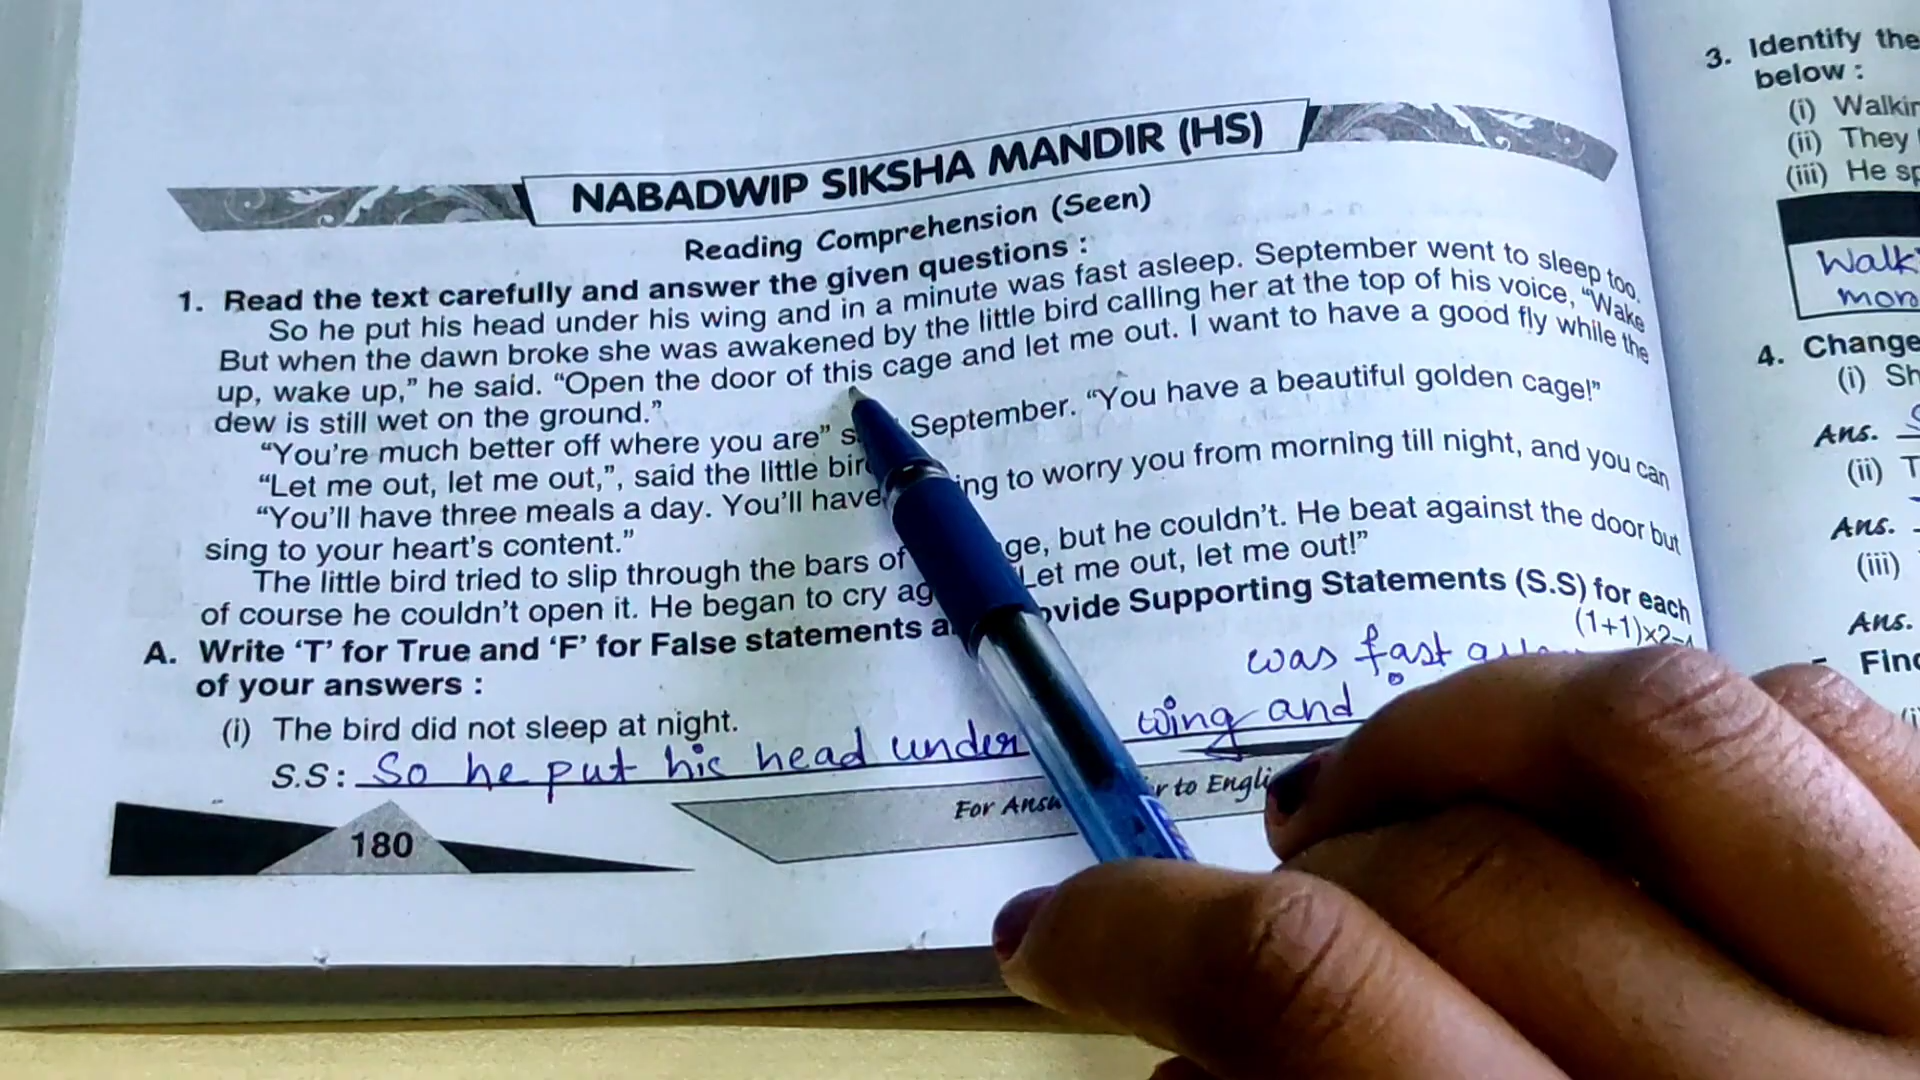 NABADWIP SIKSHA MANDIR (HS)
Reading Comprehension (Seen)
1. Read the text carefully and answer the given questions :
So he put his head under his wing and in a minute was fast asleep. September went to sleep too.
But when the dawn broke she was awakened by the little bird calling her at the top of his voice, “Wake
up, wake up,” he said. “Open the door of this cage and let me out. I want to have a good fly while the
dew is still wet on the ground.”
“You're much better off where you are” September. “You have a beautiful golden cage!”
“Let me out, let me out,”, said the little
“You'll have three meals a day. You'll have to worry you from morning till night, and you can
sing to your heart's content.”
The little bird tried to slip through the bars of but he couldn't. He beat against the door but
of course he couldn't open it. He began to cry Let me out, let me out!”
A. Write ‘T’ for True and ‘F’ for False statements Supporting Statements (S.S) for each
of your answers : (1+1)×2=4
(i) The bird did not sleep at night.
was fast
S.S: So he put his head under wing and
For to
180
3. Identify the
below :
(i)
(ii) They
(iii) He
Walk
4. Change
(i)
Ans.
(ii)
Ans.
(iii)
Ans.